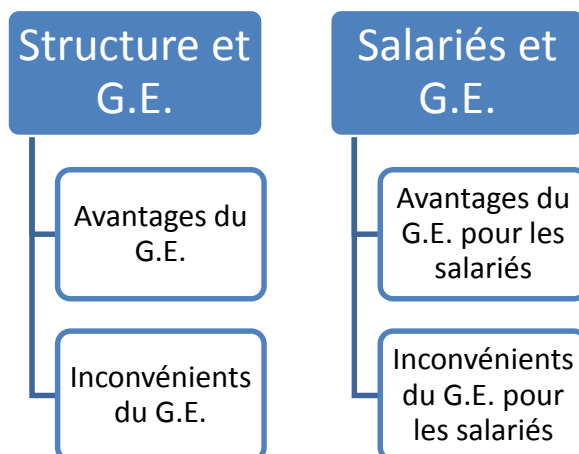 Structure et
G.E.
Avantages du
G.E.
Inconvénients
du G.E.
Salariés et
G.E.
Avantages du
G.E. pour les
salariés
Inconvénients
du G.E. pour
les salariés